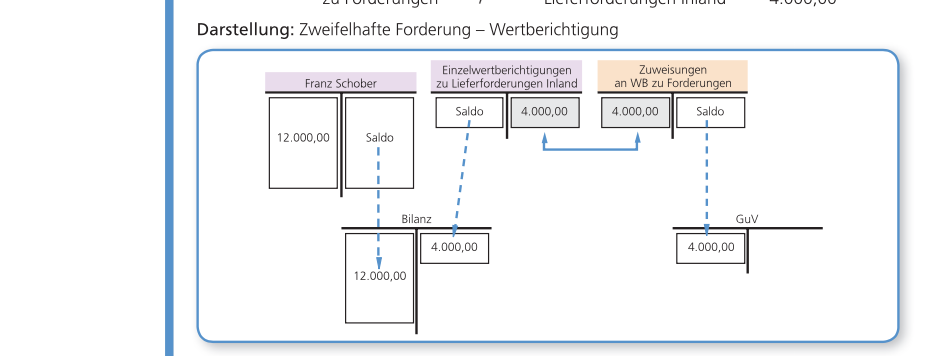 zu Forderungen / Lieferforderungen Inland 4.000,00
Darstellung: Zweifelhafte Forderung – Wertberichtigung
Franz Schober
Einzelwertberichtigungen
zu Lieferforderungen Inland
Zuweisungen
an WB zu Forderungen
Saldo 4.000,00 4.000,00 Saldo
12.000,00 Saldo
Bilanz GuV
4.000,00 4.000,00
12.000,00